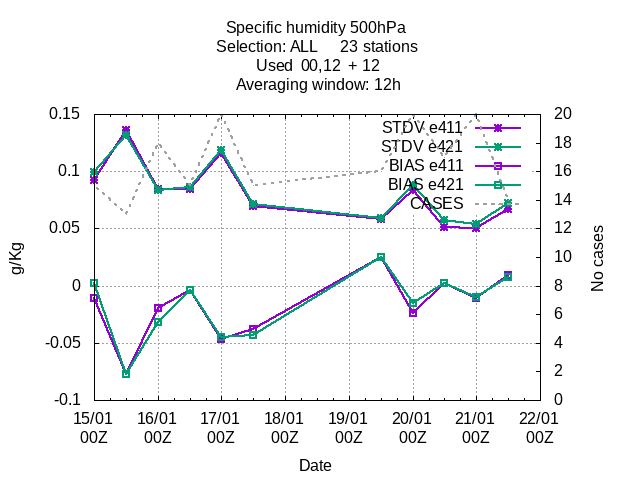 Specific humidity 500hPa
Selection: ALL 23 stations
Used 00,12 + 12
Averaging window: 12h
0.15
0.1
0.05
0
-0.05
-0.1
g/Kg
20
18
16
14
12
10
8
6
4
2
0
No cases
STDV e411
STDV e421
BIAS e411
BIAS e421
CASES
15/01 16/01 17/01 18/01 19/01 20/01 21/01 22/01
00Z 00Z 00Z 00Z 00Z 00Z 00Z 00Z
Date